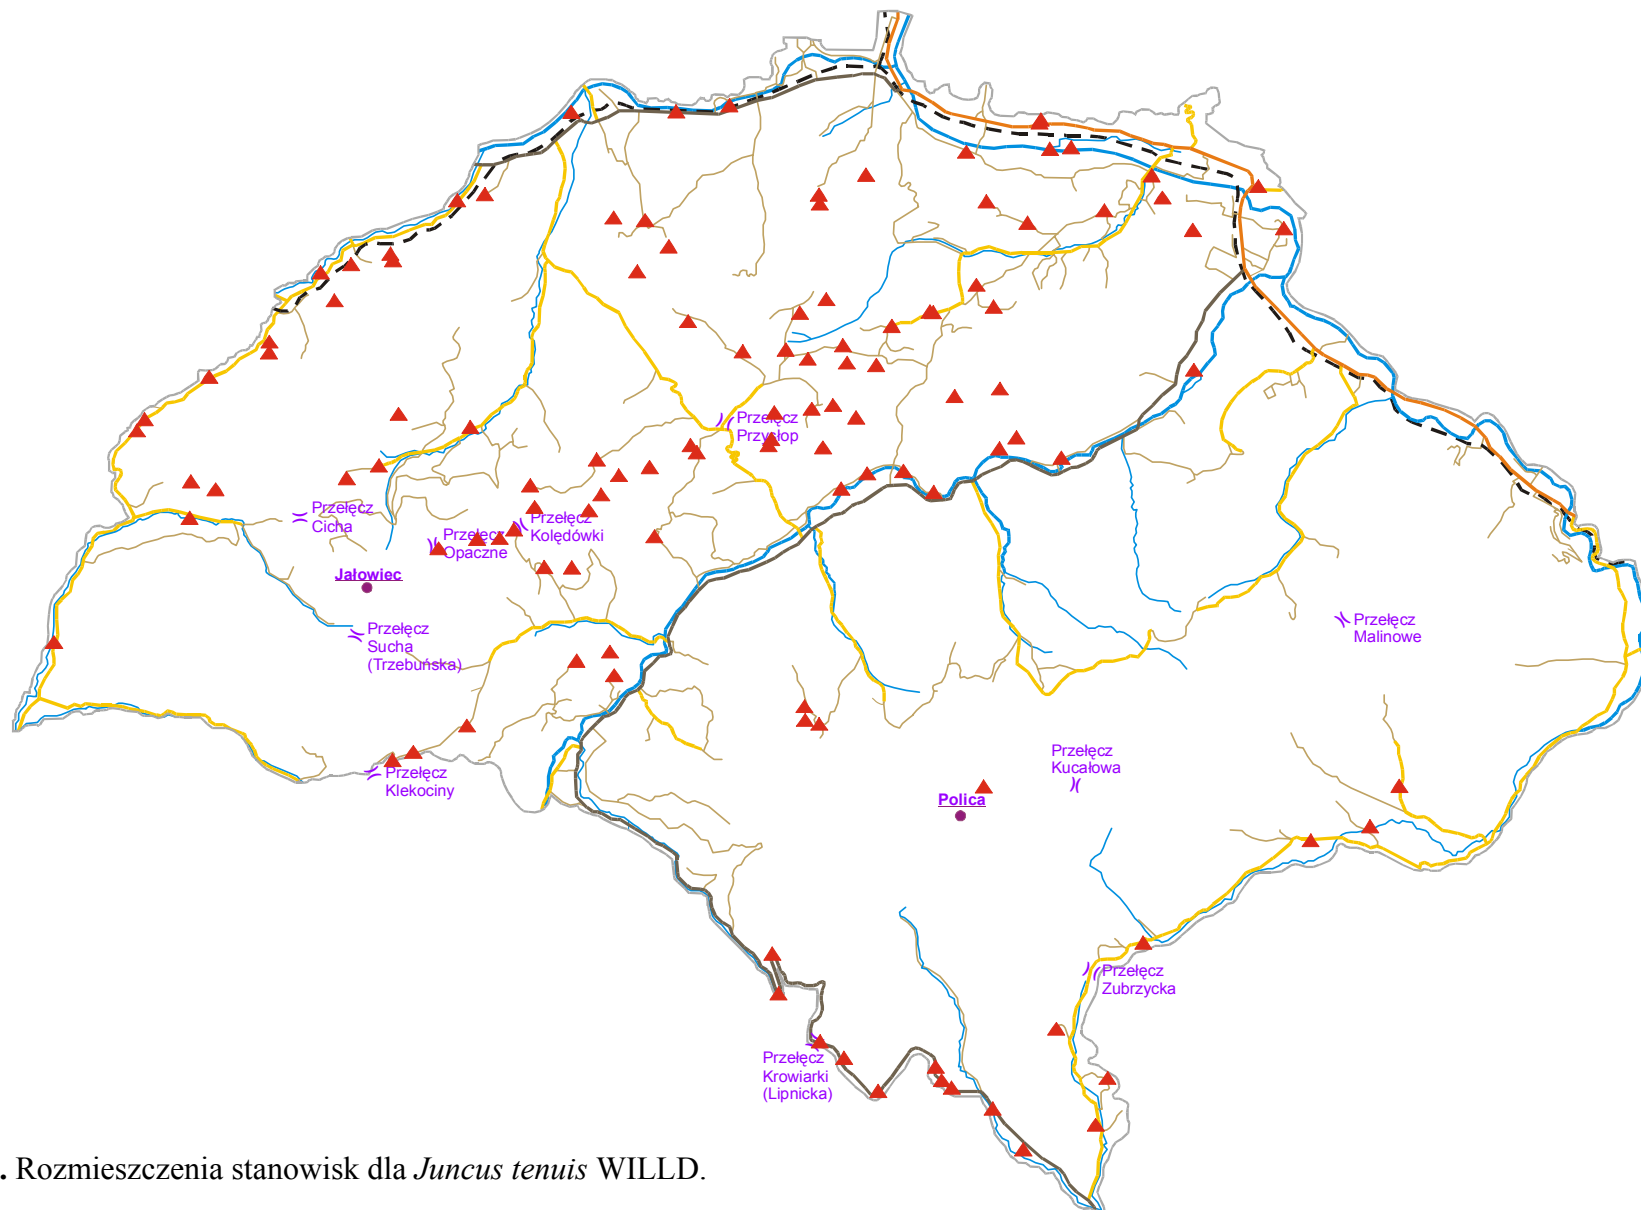 Przełęcz
Przysłop
Przełęcz
Cicha
Przełęcz
Kolędówki
Przełęcz
Opaczne
Jałowiec
Przełęcz
Sucha
(Trzebuńska)
Przełęcz
Malinowe
Przełęcz
Klekociny
Przełęcz
Kucałowa
Polica
Przełęcz
Zubrzycka
Przełęcz
Krowiarki
(Lipnicka)
. Rozmieszczenia stanowisk dla Juncus tenuis WILLD.